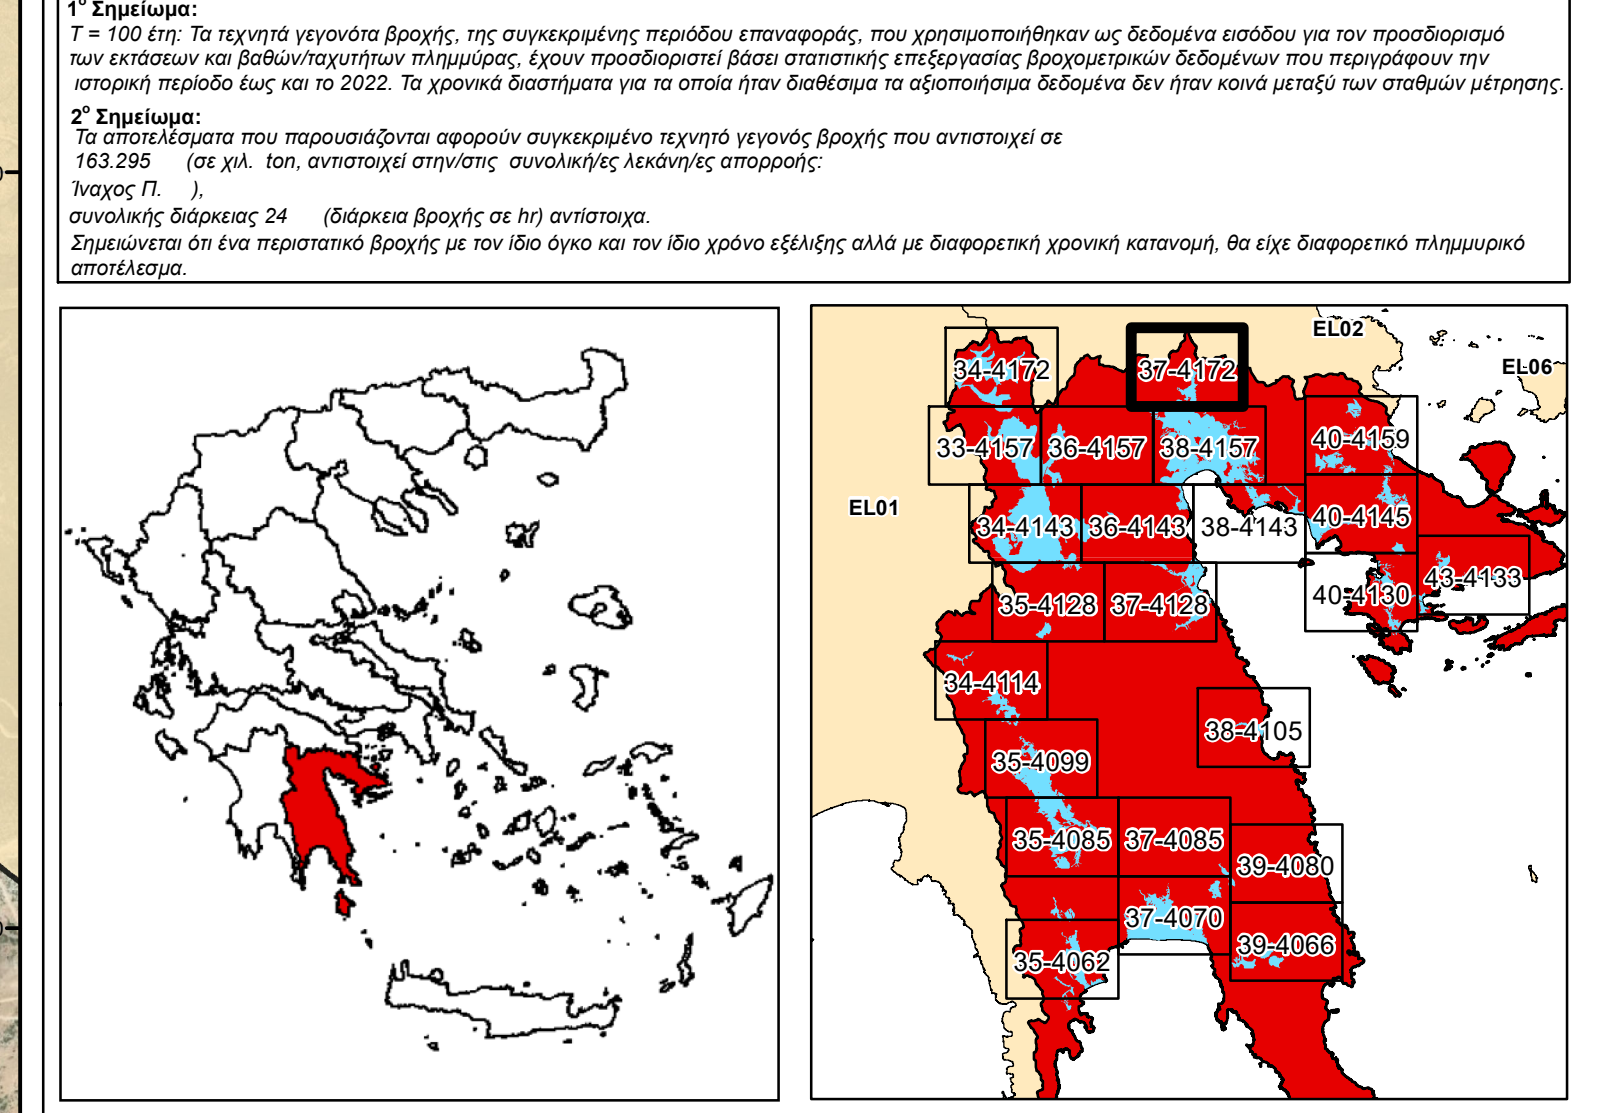 1ο Σημείωμα:
T = 100 έτη: Τα τεχνητά γεγονότα βροχής, της συγκεκριμένης περιόδου επαναφοράς, που χρησιμοποιήθηκαν ως δεδομένα εισόδου για τον προσδιορισμό
των εκτάσεων και βαθών/ταχυτήτων πλημμύρας, έχουν προσδιοριστεί βάσει στατιστικής επεξεργασίας βροχομετρικών δεδομένων που περιγράφουν την
ιστορική περίοδο έως και το 2022. Τα χρονικά διαστήματα για τα οποία ήταν διαθέσιμα τα αξιοποιήσιμα δεδομένα δεν ήταν κοινά μεταξύ των σταθμών μέτρησης.
2ο Σημείωμα:
Τα αποτελέσματα που παρουσιάζονται αφορούν συγκεκριμένο τεχνητό γεγονός βροχής που αντιστοιχεί σε
163.295 (σε χιλ. ton, αντιστοιχεί στην/στις συνολική/ες λεκάνη/ες απορροής:
Ίναχος Π. ),
συνολικής διάρκειας 24 (διάρκεια βροχής σε hr) αντίστοιχα.
Σημειώνεται ότι ένα περιστατικό βροχής με τον ίδιο όγκο και τον ίδιο χρόνο εξέλιξης αλλά με διαφορετική χρονική κατανομή, θα είχε διαφορετικό πλημμυρικό
αποτέλεσμα.
EL02
34-4172
37-4172
EL06
33-4157
36-4157
38-4157
40-4159
EL01
34-4143
36-4143
38-4143
40-4145
35-4128
37-4128
40-4130
43-4133
34-4114
38-4105
35-4099
35-4085
37-4085
39-4080
37-4070
39-4066
35-4062